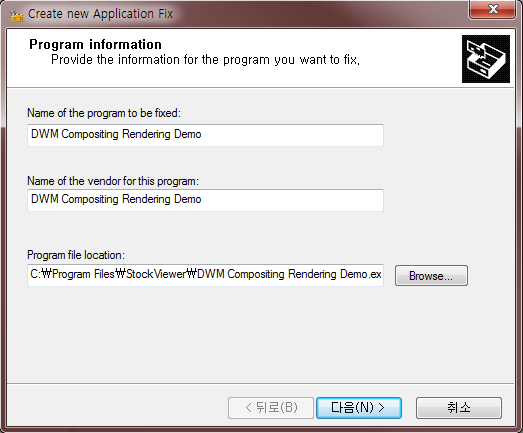 Create new Application Fix
Program information
Provide the information for the program you want to fix.
Name of the program to be fixed:
DWM Compositing Rendering Demo
Name of the vendor for this program:
DWM Compositing Rendering Demo
Program file location:
C:₩Program Files₩StockViewer₩DWM Compositing Rendering Demo.ex
Browse...
< 뒤로(B)
다음(N) >
취소